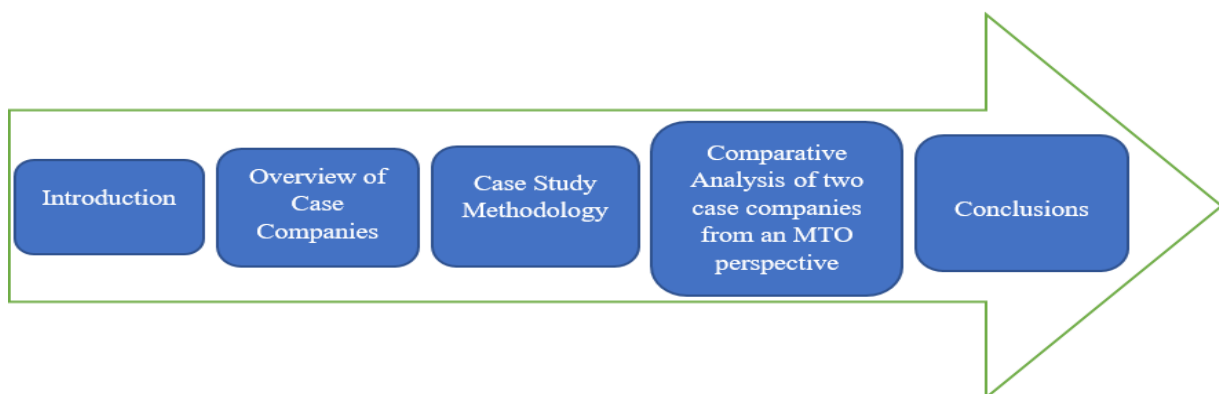 Introduction
Overview of
Case
Companies
Case Study
Methodology
Comparative
Analysis of two
case companies
from an MTO
perspective
Conclusions